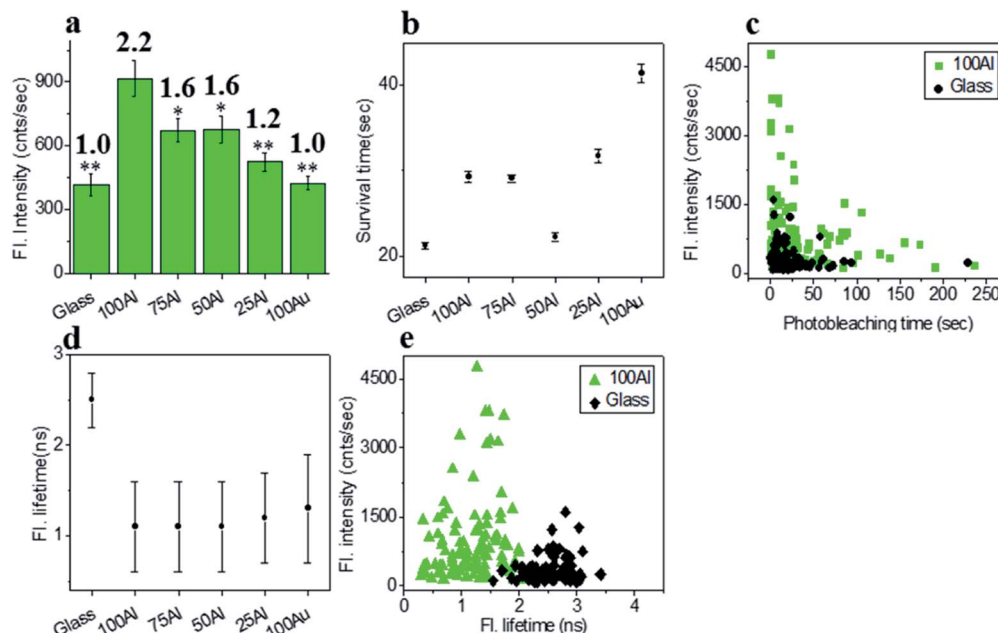 a
2.2
1.6
1.6
1.2
1.0
1.0
*
*
**
**
**
900
600
300
0
Fl. Intensity (cnts/sec)
Glass
100Al
75Al
50Al
25Al
100Au
b
40
30
20
Survival time(sec)
Glass
100Al
75Al
50Al
25Al
100Au
c
100Al
Glass
4500
3000
1500
0
Fl. intensity (cnts/sec)
0
50
100
150
200
250
Photobleaching time (sec)
d
3
2
1
Fl. lifetime(ns)
Glass
100Al
75Al
50Al
25Al
100Au
e
100Al
Glass
4500
3000
1500
0
Fl. intensity (cnts/sec)
0
1
2
3
4
Fl. lifetime (ns)